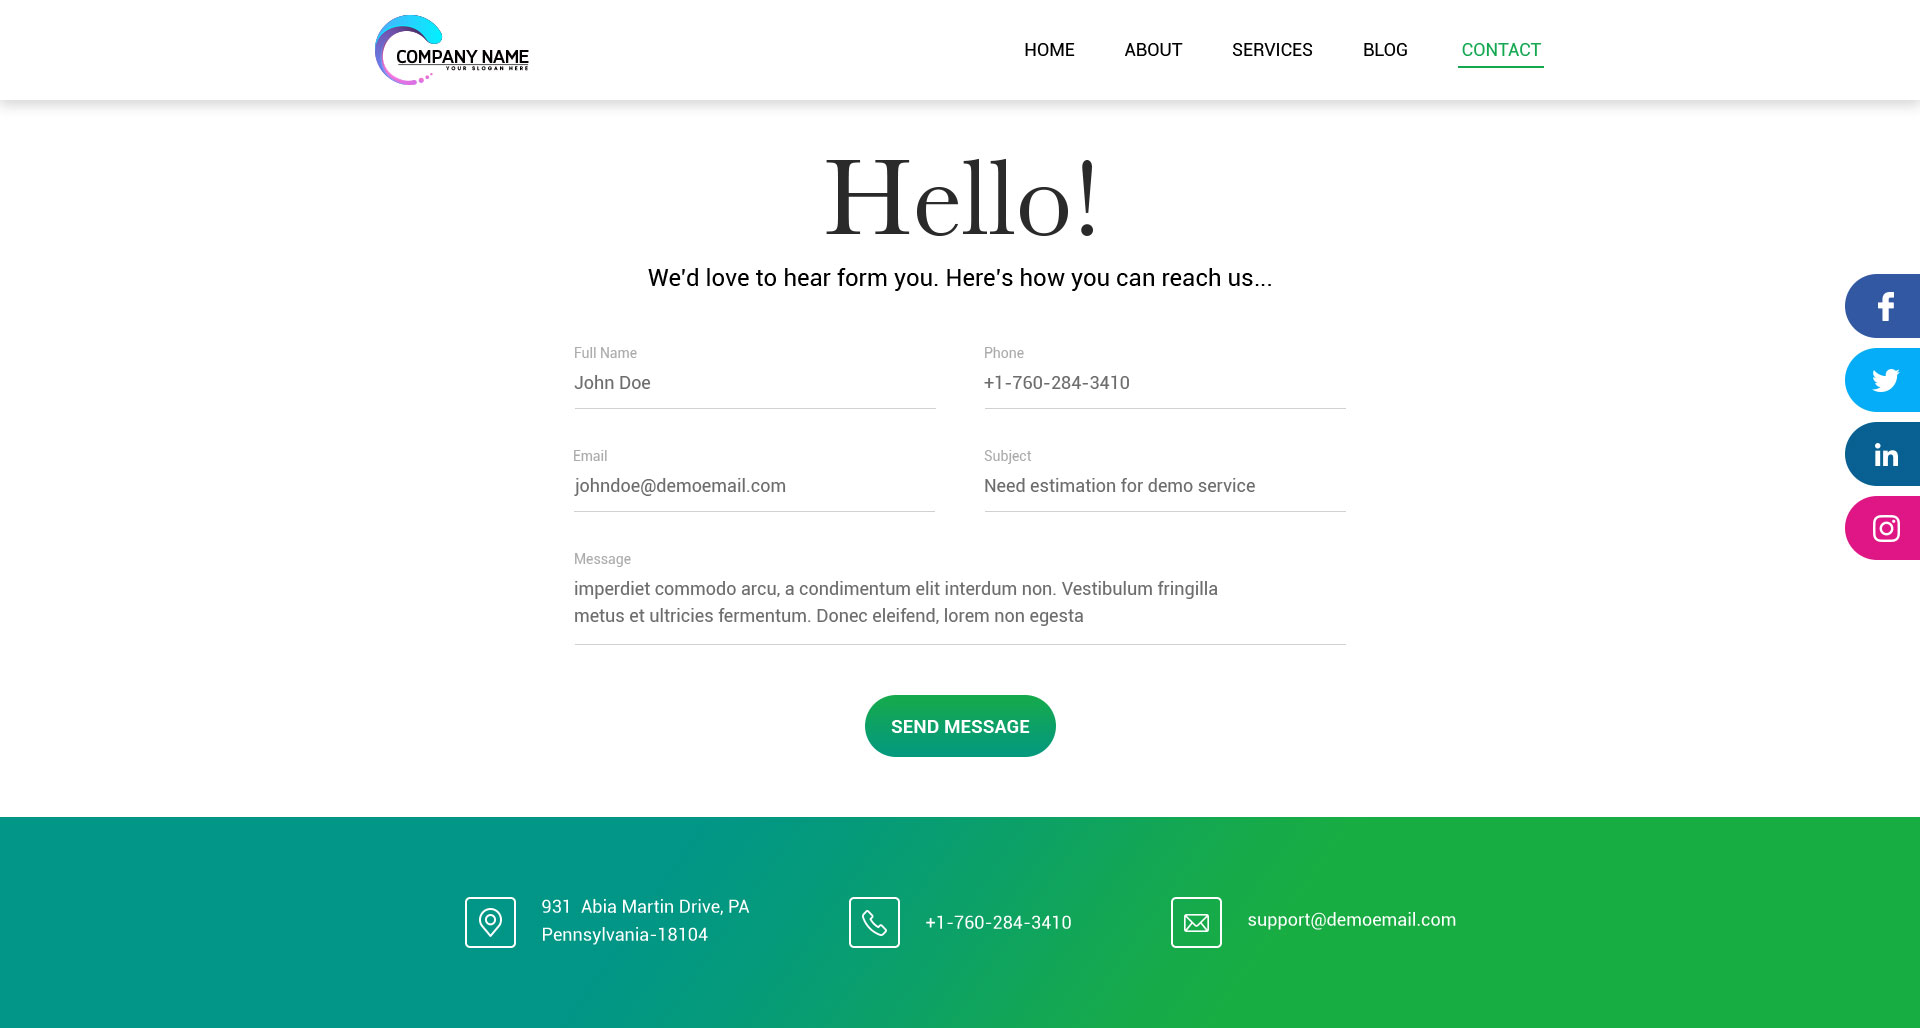 COMPANY NAME
YOUR SLOGAN HERE
HOME ABOUT SERVICES BLOG CONTACT
Hello!
We'd love to hear form you. Here's how you can reach us...
Full Name
John Doe
Phone
+1-760-284-3410
Email
johndoe@demoemail.com
Subject
Need estimation for demo service
Message
imperdiet commodo arcu, a condimentum elit interdum non. Vestibulum fringilla
metus et ultricies fermentum. Donec eleifend, lorem non egesta
SEND MESSAGE
931 Abia Martin Drive, PA
Pennsylvania-18104
+1-760-284-3410
support@demoemail.com